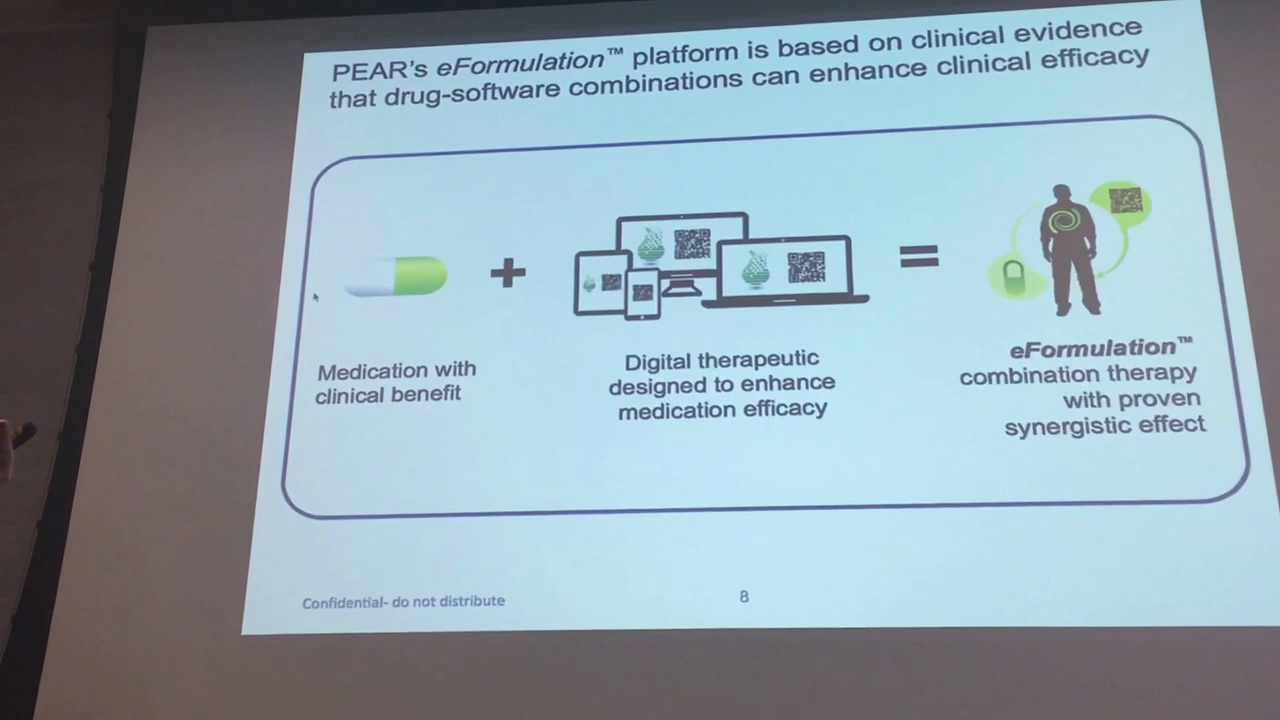 PEAR's eFormulation™ platform is based on clinical evidence
that drug-software combinations can enhance clinical efficacy
Medication with
clinical benefit
+
Digital therapeutic
designed to enhance
medication efficacy
=
eFormulation™
combination therapy
with proven
synergistic effect
Confidential- do not distribute
8